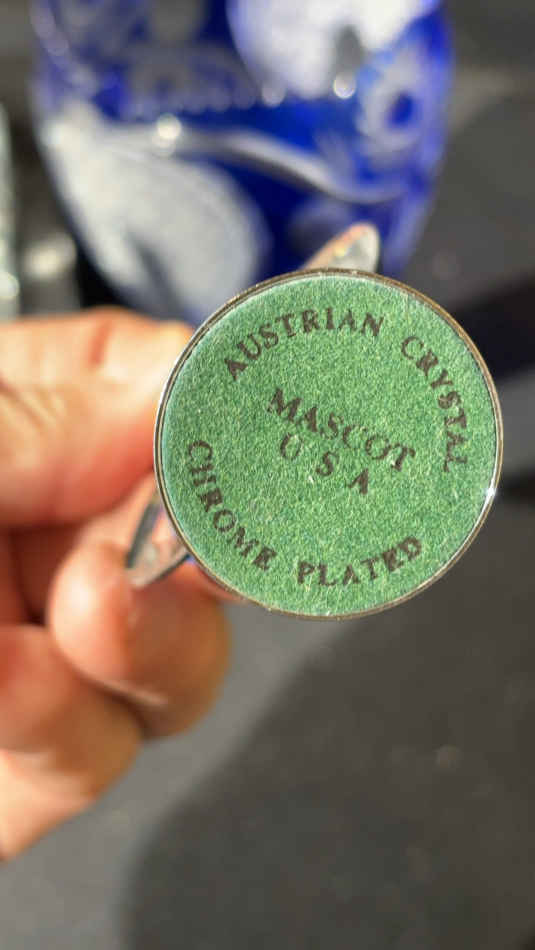 AUSTRIAN CRYSTAL
MASCOT
U S A
CHROME PLATED